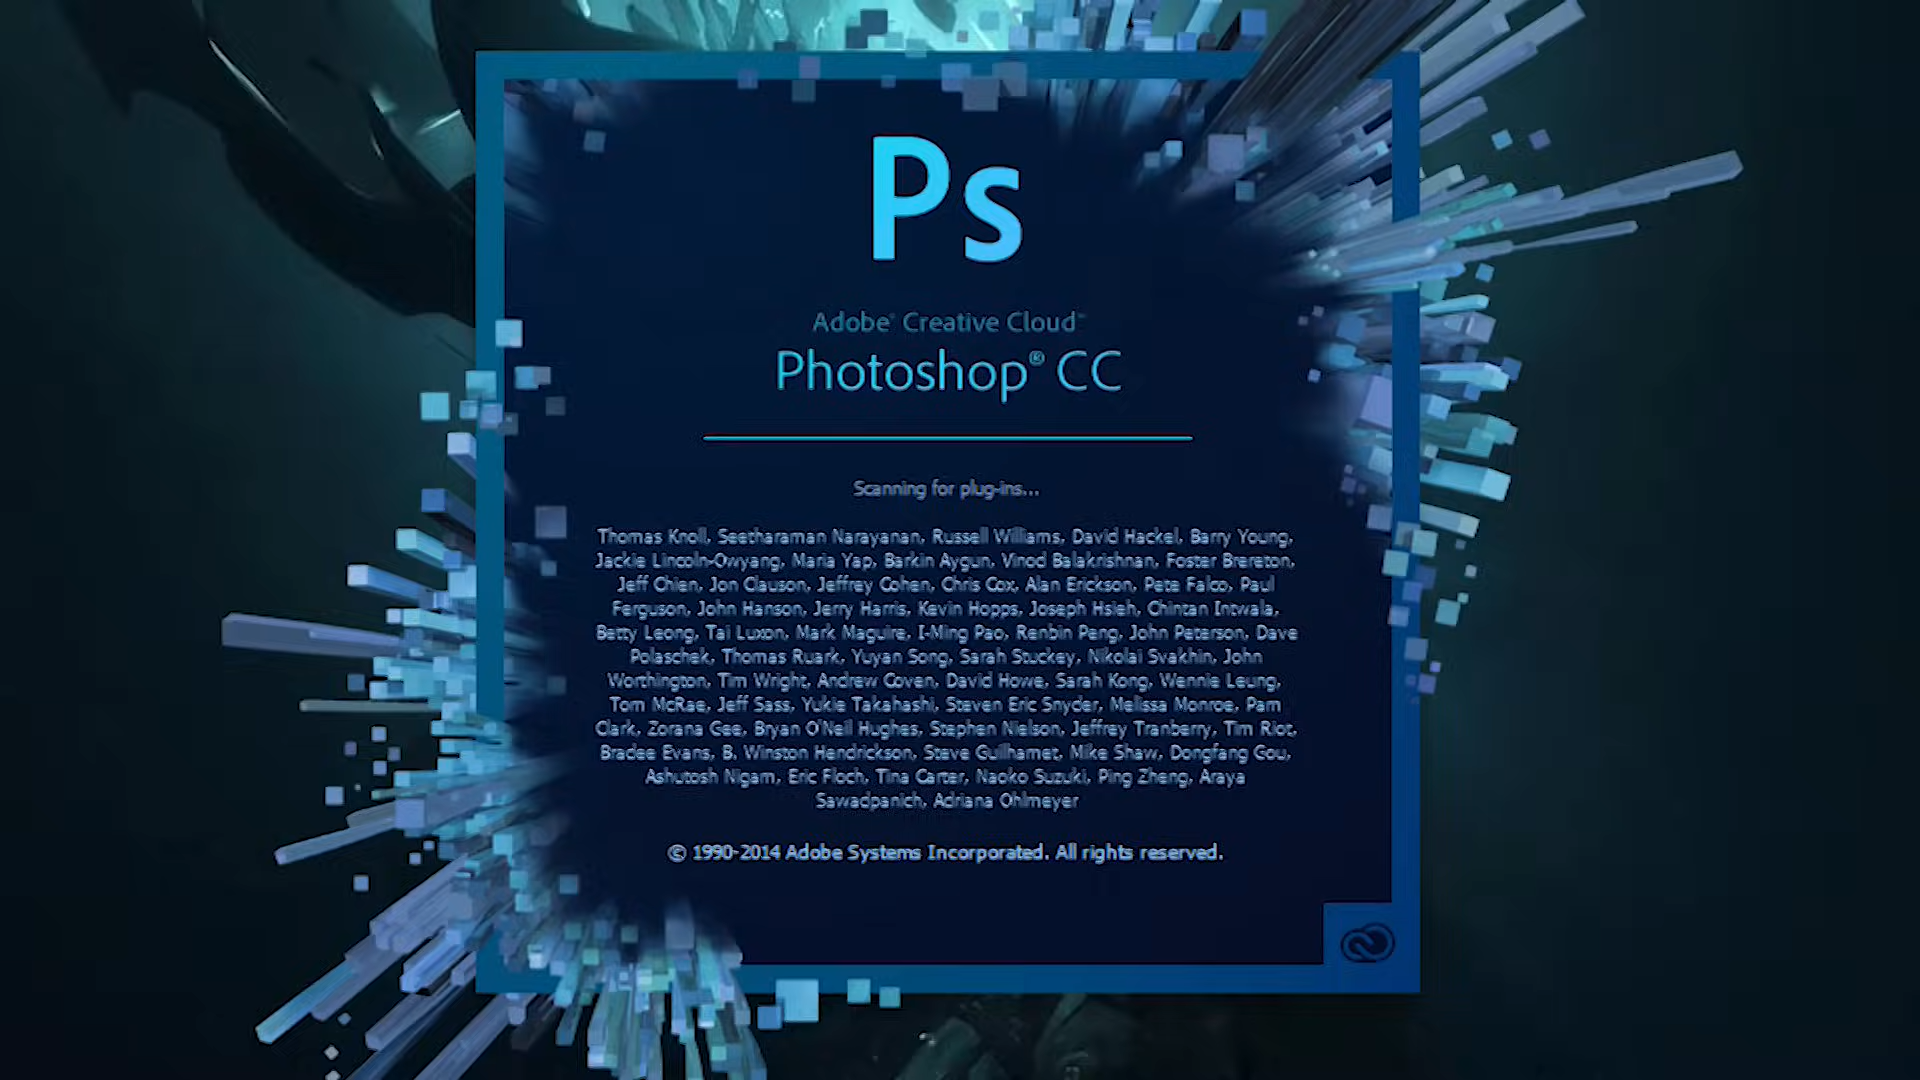 Ps
Adobe® Creative Cloud™
Photoshop® CC
Scanning for plug-ins...
Thomas Knoll, Seetharaman Narayanan, Russell Williams, David Hackel, Barry Young,
Jackie Lincoln-Owyang, Maria Yap, Barkin Aygun, Vinod Balakrishnan, Foster Brereton,
Jeff Chien, Jon Clauson, Jeffrey Cohen, Chris Cox, Alan Erickson, Pete Falco, Paul
Ferguson, John Hanson, Jerry Harris, Kevin Hopps, Joseph Hsieh, Chintan Intwala,
Betty Leong, Tai Luxon, Mark Maguire, I-Ming Pao, Renbin Peng, John Peterson, Dave
Polaschek, Thomas Ruark, Yuyan Song, Sarah Stuckey, Nikolai Svakhin, John
Worthington, Tim Wright, Andrew Coven, David Howe, Sarah Kong, Wennie Leung,
Tom McRae, Jeff Sass, Yukie Takahashi, Steven Eric Snyder, Melissa Monroe, Pam
Clark, Zorana Gee, Bryan O'Neil Hughes, Stephen Nielson, Jeffrey Tranberry, Tim Riot,
Bradee Evans, B. Winston Hendrickson, Steve Guilhamet, Mike Shaw, Dongfang Gou,
Ashutosh Nigam, Eric Floch, Tina Carter, Naoko Suzuki, Ping Zheng, Araya
Sawadpanich, Adriana Ohlmeyer
© 1990-2014 Adobe Systems Incorporated. All rights reserved.